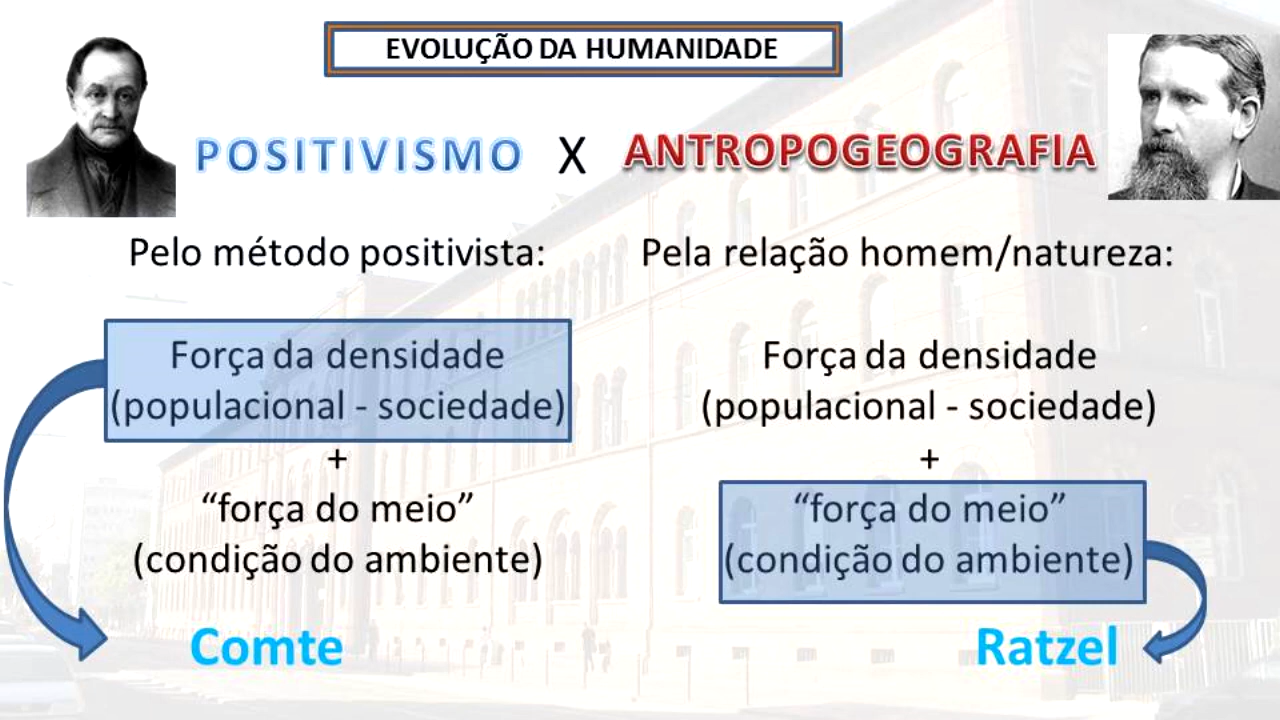 EVOLUÇÃO DA HUMANIDADE
POSITIVISMO X ANTROPOGEOGRAFIA
Pelo método positivista:
Força da densidade
(populacional - sociedade)
+
“força do meio”
(condição do ambiente)
Comte
Pela relação homem/natureza:
Força da densidade
(populacional - sociedade)
+
“força do meio”
(condição do ambiente)
Ratzel